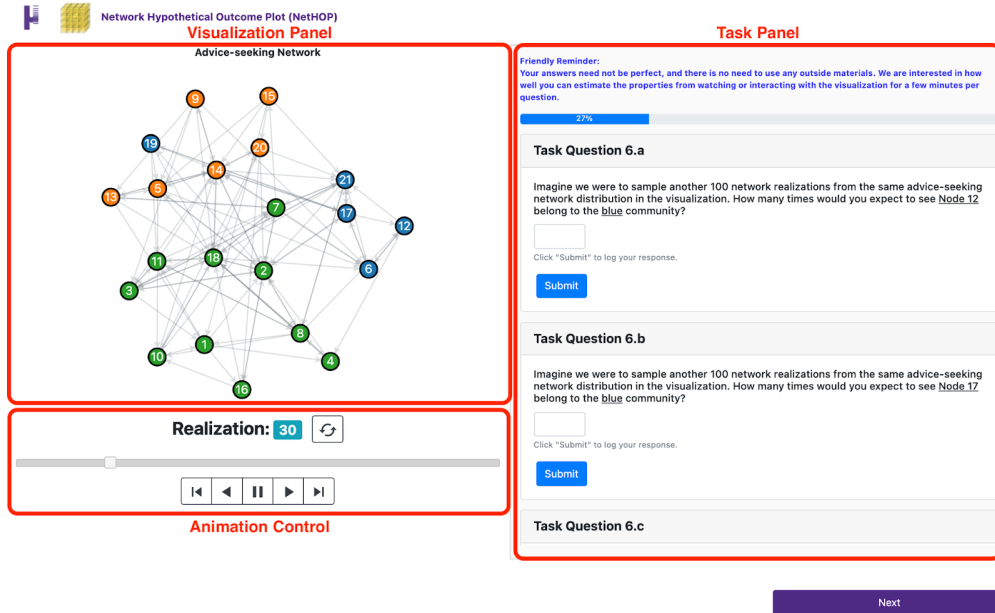 Network Hypothetical Outcome Plot (NetHOP)
Visualization Panel
Advice-seeking Network
9
15
19
20
14
13
5
21
7
17
12
11
18
2
6
3
8
1
10
4
16
Realization: 30
Animation Control
Task Panel
Friendly Reminder:
Your answers need not be perfect, and there is no need to use any outside materials. We are interested in how
well you can estimate the properties from watching or interacting with the visualization for a few minutes per
question.
27%
Task Question 6.a
Imagine we were to sample another 100 network realizations from the same advice-seeking
network distribution in the visualization. How many times would you expect to see Node 12
belong to the blue community?
Click "Submit" to log your response.
Submit
Task Question 6.b
Imagine we were to sample another 100 network realizations from the same advice-seeking
network distribution in the visualization. How many times would you expect to see Node 17
belong to the blue community?
Click "Submit" to log your response.
Submit
Task Question 6.c
Next